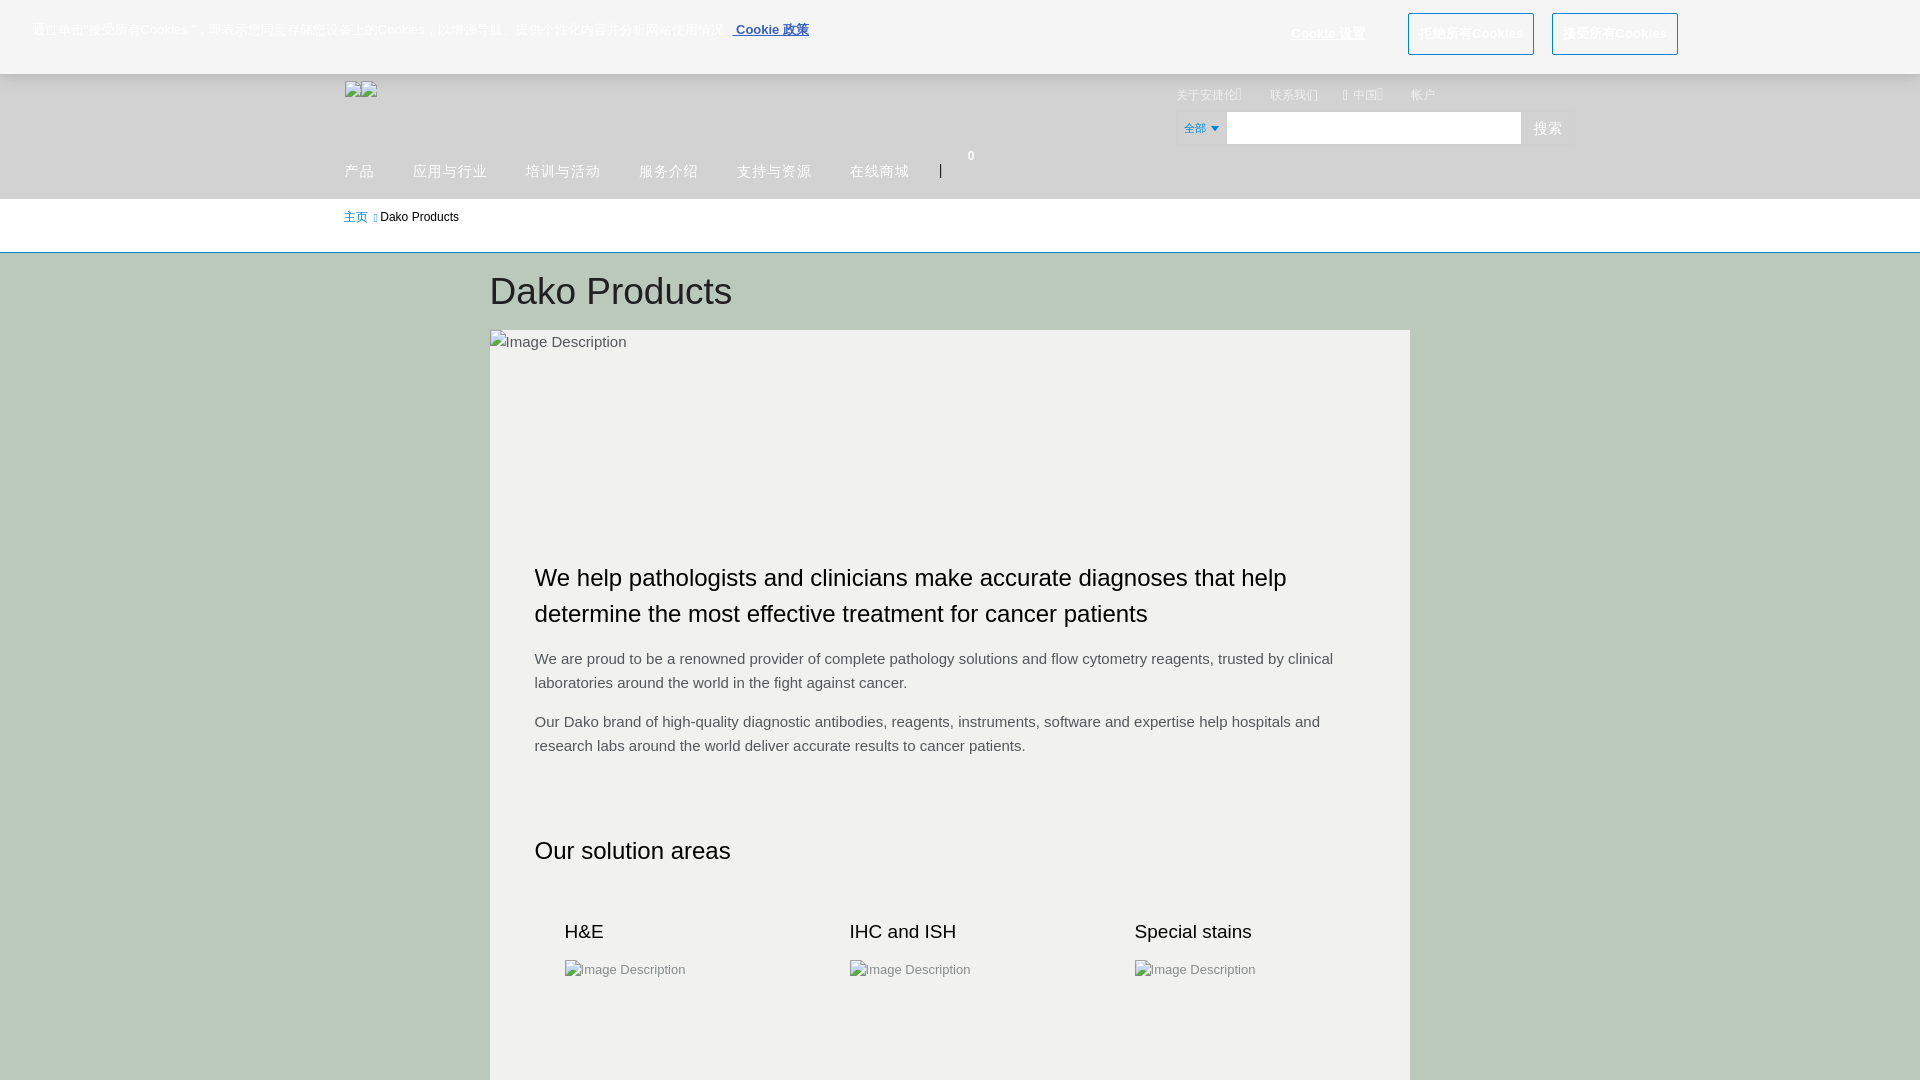 通过单击"接受所有Cookies ",即表示您同意存储您设备上的Cookies,以增强导航、提供个性化内容并分析网站使用情况 Cookie 政策
Cookie 设置
拒绝所有Cookies
接受所有Cookies
关于安捷伦
联系我们
中国
帐户
全部
搜索
0
产品
应用与行业
培训与活动
服务介绍
支持与资源
在线商城
|
主页
Dako Products
Dako Products
Image Description
We help pathologists and clinicians make accurate diagnoses that help
determine the most effective treatment for cancer patients
We are proud to be a renowned provider of complete pathology solutions and flow cytometry reagents, trusted by clinical
laboratories around the world in the fight against cancer.
Our Dako brand of high-quality diagnostic antibodies, reagents, instruments, software and expertise help hospitals and
research labs around the world deliver accurate results to cancer patients.
Our solution areas
H&E
IHC and ISH
Special stains
Image Description
Image Description
Image Description